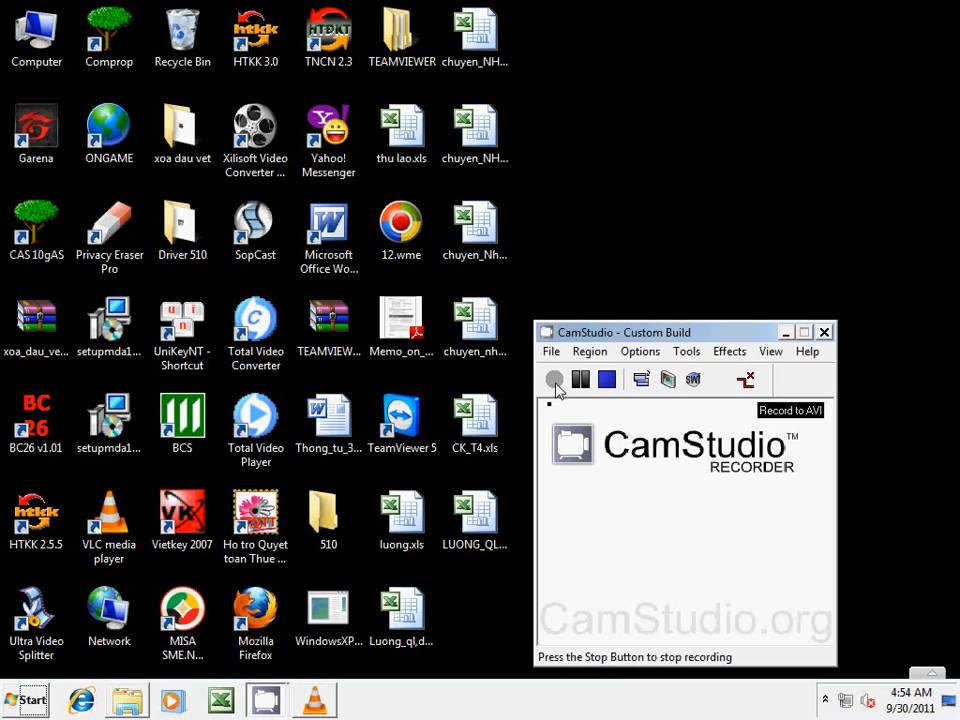 Computer
Comprop
Recycle Bin
htkk
HTKK 3.0
HTĐKT
TNCN 2.3
TEAMVIEWER
chuyen_NH...
Garena
ONGAME
xoa dau vet
Xilisoft Video
Converter ...
Yahoo!
Messenger
thu lao.xls
chuyen_NH...
CAS 10gAS
Privacy Eraser
Pro
Driver 510
SopCast
Microsoft
Office Wo...
12.wme
chuyen_Nh...
xoa_dau_ve...
setupmda1...
u i
n
UniKeyNT -
Shortcut
Total Video
Converter
TEAMVIEW...
Memo_on_...
chuyen_nh...
BC
26
BC26 v1.01
setupmda1...
BCS
Total Video
Player
Thong_tu_3...
TeamViewer 5
CK_T4.xls
htkk
HTKK 2.5.5
VLC media
player
VK
Vietkey 2007
QTT
Ho tro Quyet
toan Thue ...
510
luong.xls
LUONG_QL...
Ultra Video
Splitter
Network
MISA
SME.N...
Mozilla
Firefox
WindowsXP...
Luong_ql,d...
CamStudio - Custom Build
File Region Options Tools Effects View Help
SWF
Record to AVI
CamStudio™
RECORDER
CamStudio.org
Press the Stop Button to stop recording
Start
4:54 AM
9/30/2011